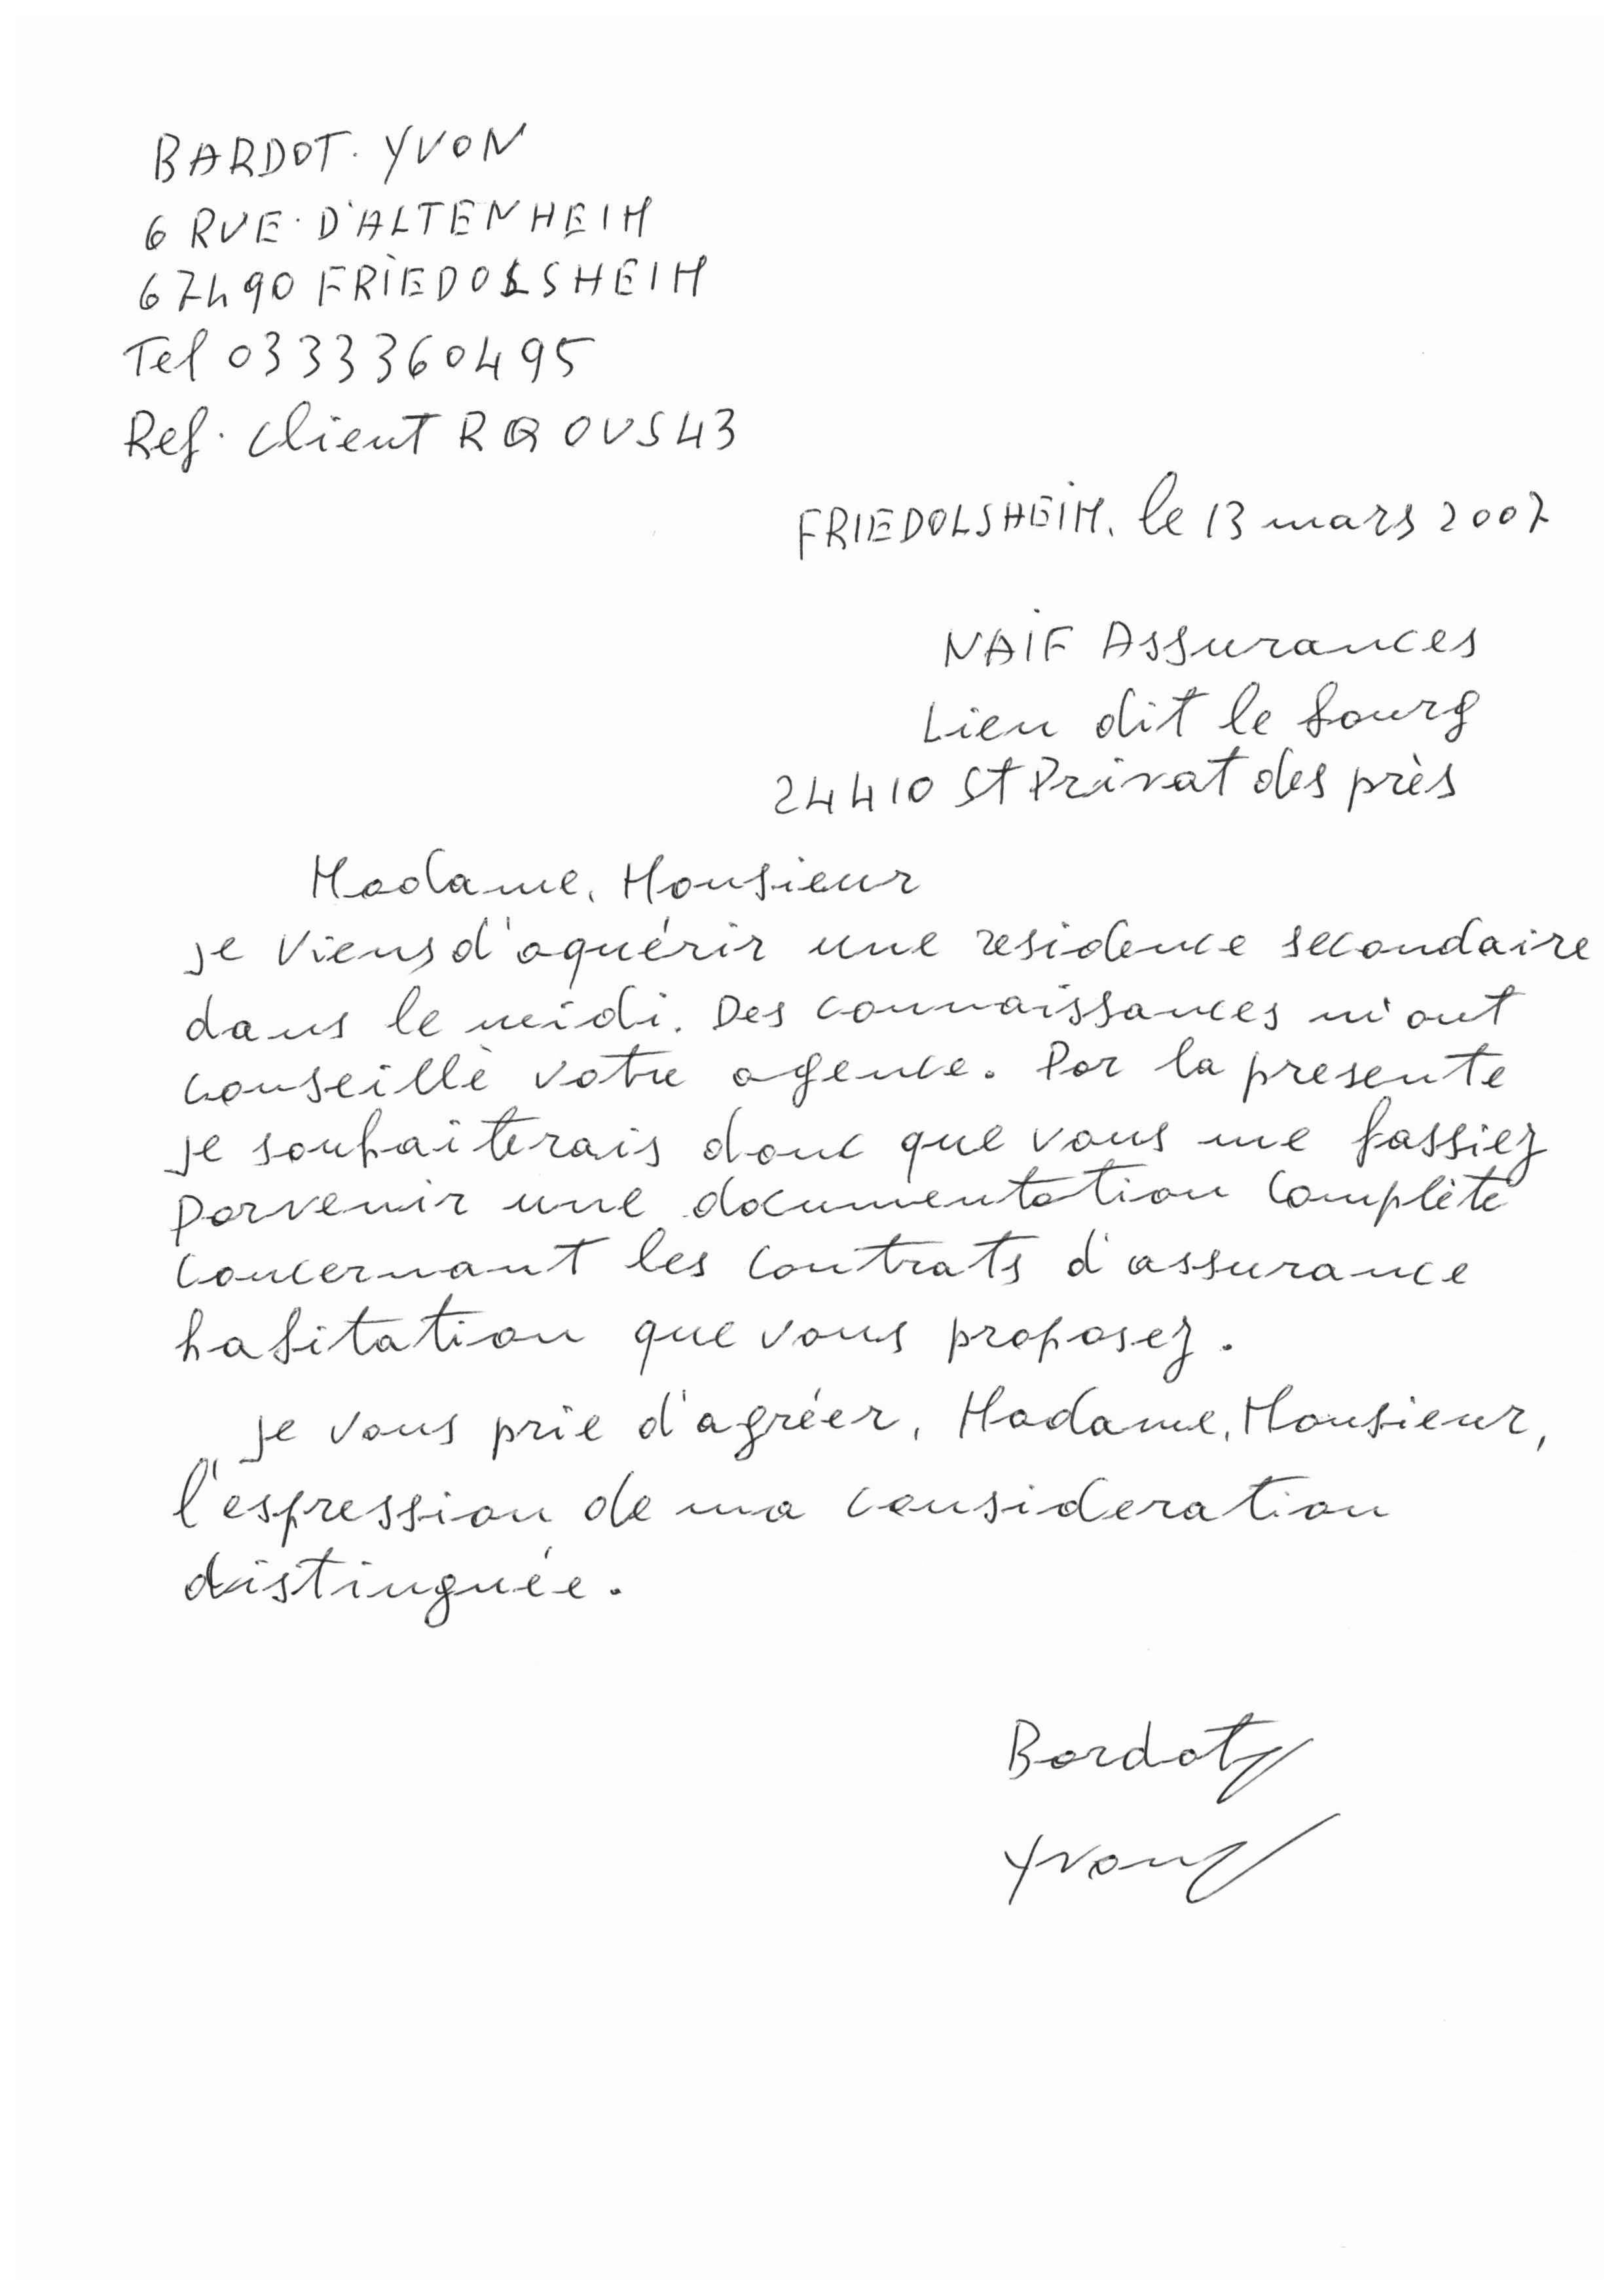 BARDOT. YVON
6 RUE. D'ALTENHEIM
67490 FRIEDOLSHEIM
Tel 0333360495
Ref. client RQOVS43
FRIEDOLSHEIM, le 13 mars 2007
NAIF Assurances
Lieu dit le bourg
24410 St Privat des près
Madame, Monsieur
je viens d'aquérir une residence secondaire
dans le midi. Des connaissances m'ont
conseillé votre agence. Par la presente
je souhaiterais donc que vous me fassiez
parvenir une documentation complète
concernant les contrats d'assurance
habitation que vous proposez.
je vous prie d'agréer, Madame, Monsieur,
l'espression de ma consideration
distinguée.
Bardot
Yvon